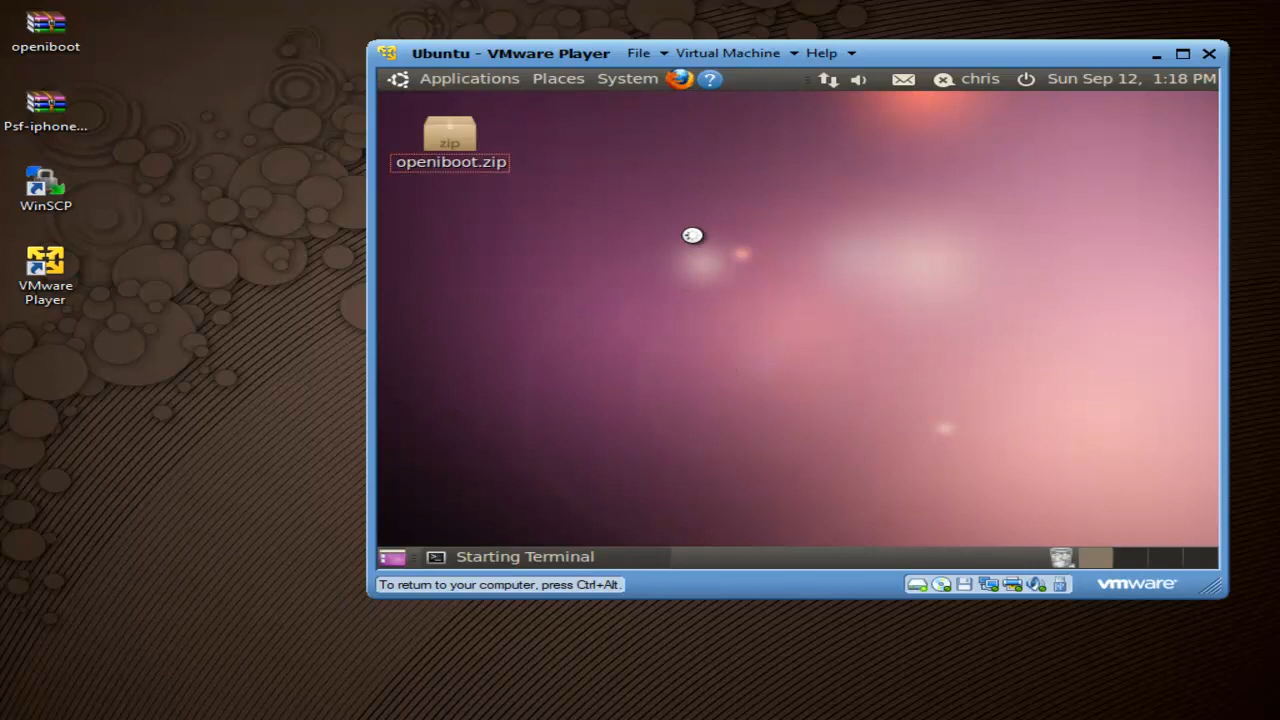 openiboot
Psf-iphone...
WinSCP
VMware
Player
Ubuntu - VMware Player File Virtual Machine Help
Applications Places System ? chris Sun Sep 12, 1:18 PM
zip
openiboot.zip
Starting Terminal
To return to your computer, press Ctrl+Alt.
vmware